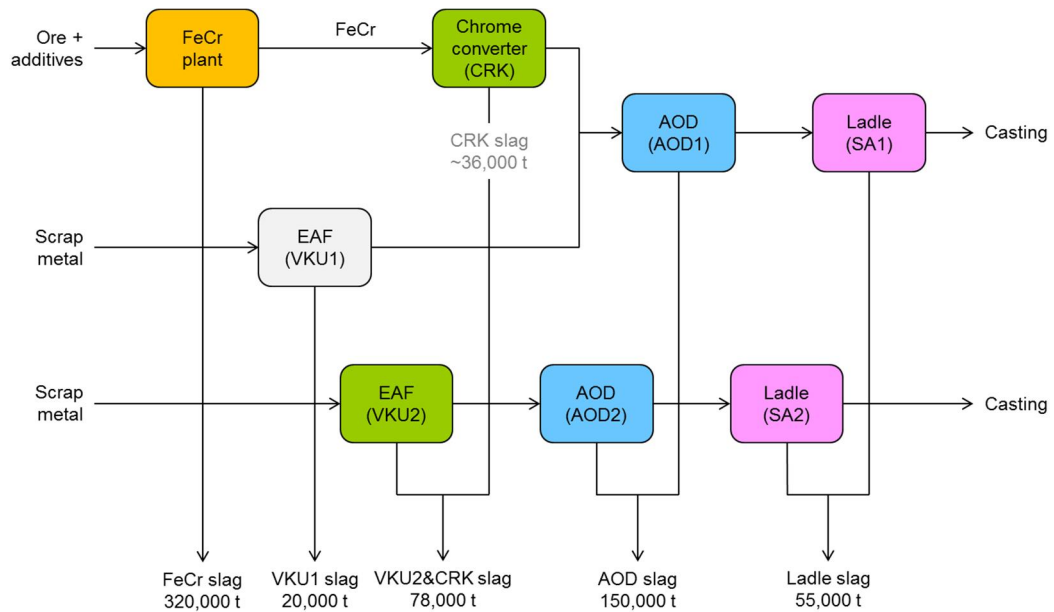 Ore +
additives
FeCr
plant
FeCr
Chrome
converter
(CRK)
AOD
(AOD1)
Ladle
(SA1)
Casting
CRK slag
~36,000 t
Scrap
metal
EAF
(VKU1)
Scrap
metal
EAF
(VKU2)
AOD
(AOD2)
Ladle
(SA2)
Casting
FeCr slag
320,000 t
VKU1 slag
20,000 t
VKU2&CRK slag
78,000 t
AOD slag
150,000 t
Ladle slag
55,000 t